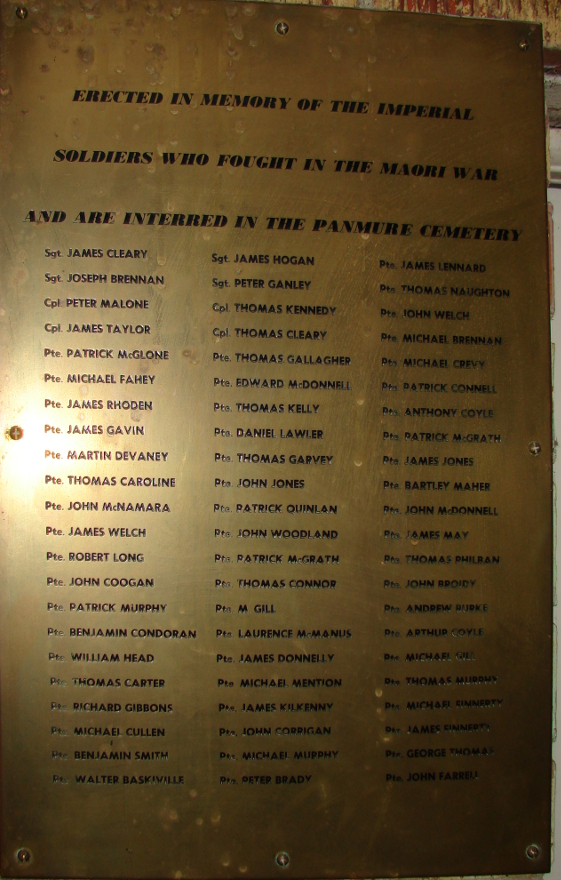 ERECTED IN MEMORY OF THE IMPERIAL
SOLDIERS WHO FOUGHT IN THE MAORI WAR
AND ARE INTERRED IN THE PANMURE CEMETERY
Sgt. JAMES CLEARY
Sgt. JOSEPH BRENNAN
Cpl. PETER MALONE
Cpl. JAMES TAYLOR
Pte. PATRICK McGLONE
Pte. MICHAEL FAHEY
Pte. JAMES RHODEN
Pte. JAMES GAVIN
Pte. MARTIN DEVANEY
Pte. THOMAS CAROLINE
Pte. JOHN McNAMARA
Pte. JAMES WELCH
Pte. ROBERT LONG
Pte. JOHN COOGAN
Pte. PATRICK MURPHY
Pte. BENJAMIN CONDORAN
Pte. WILLIAM HEAD
Pte. THOMAS CARTER
Pte. RICHARD GIBBONS
Pte. MICHAEL CULLEN
Pte. BENJAMIN SMITH
Pte. WALTER BASKIVILLE
Sgt. JAMES HOGAN
Sgt. PETER GANLEY
Cpl. THOMAS KENNEDY
Cpl. THOMAS CLEARY
Pte. THOMAS GALLAGHER
Pte. EDWARD McDONNELL
Pte. THOMAS KELLY
Pte. DANIEL LAWLER
Pte. THOMAS GARVEY
Pte. JOHN JONES
Pte. PATRICK QUINLAN
Pte. JOHN WOODLAND
Pte. PATRICK McGRATH
Pte. THOMAS CONNOR
Pte. M. GILL
Pte. LAURENCE McMANUS
Pte. JAMES DONNELLY
Pte. MICHAEL MENTION
Pte. JAMES KILKENNY
Pte. JOHN CORRIGAN
Pte. MICHAEL MURPHY
Pte. PETER BRADY
Pte. JAMES LENNARD
Pte. THOMAS NAUGHTON
Pte. JOHN WELCH
Pte. MICHAEL BRENNAN
Pte. MICHAEL CREVY
Pte. PATRICK CONNELL
Pte. ANTHONY COYLE
Pte. PATRICK McGRATH
Pte. JAMES JONES
Pte. BARTLEY MAHER
Pte. JOHN McDONNELL
Pte. JAMES MAY
Pte. THOMAS PHILBAN
Pte. JOHN BROIDY
Pte. ANDREW BURKE
Pte. ARTHUR COYLE
Pte. MICHAEL GILL
Pte. THOMAS MURPHY
Pte. MICHAEL FINNERTY
Pte. JAMES FINNERTY
Pte. GEORGE THOMAS
Pte. JOHN FARRELL